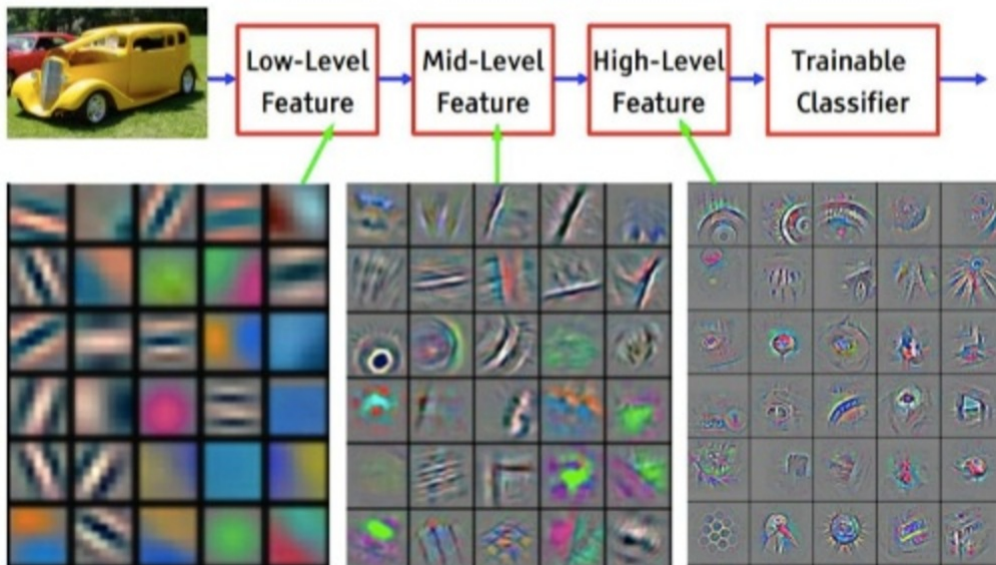 Low-Level
Feature
Mid-Level
Feature
High-Level
Feature
Trainable
Classifier